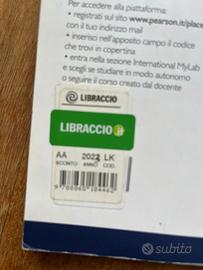 Per accedere alla piattaforma:
• registrati sul sito www.pearson.it/place
con il tuo indirizzo mail
• inserisci nell'apposito campo il codice
che trovi in copertina
• entra nella sezione International MyLab
e scegli se studiare in modo autonomo
o seguire il corso creato dal docente
LIBRACCIO
LIBRACCIO.it
AA 2022 LK
SCONTO ANNO COD.
subito